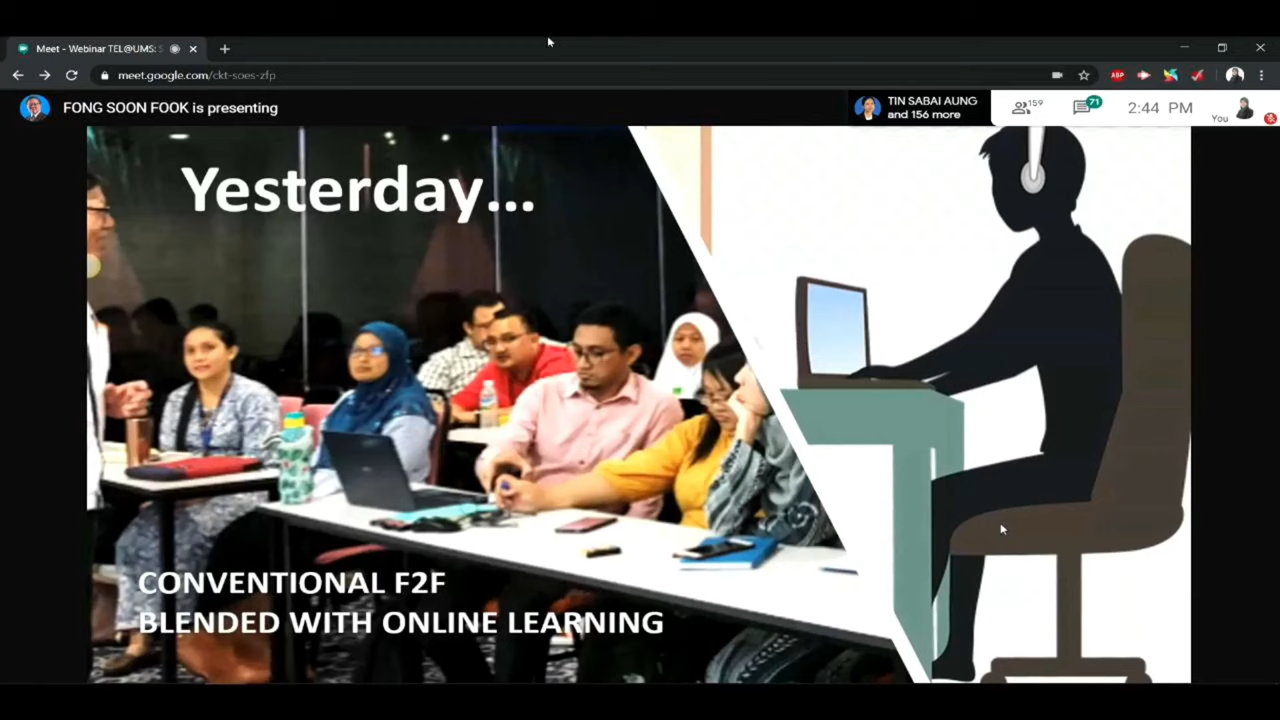 Meet - Webinar TEL@UMS: S
meet.google.com/ckt-soes-zfp
ABP
FONG SOON FOOK is presenting
TIN SABAI AUNG
and 156 more
159
71
2:44 PM
You
Yesterday...
CONVENTIONAL F2F
BLENDED WITH ONLINE LEARNING